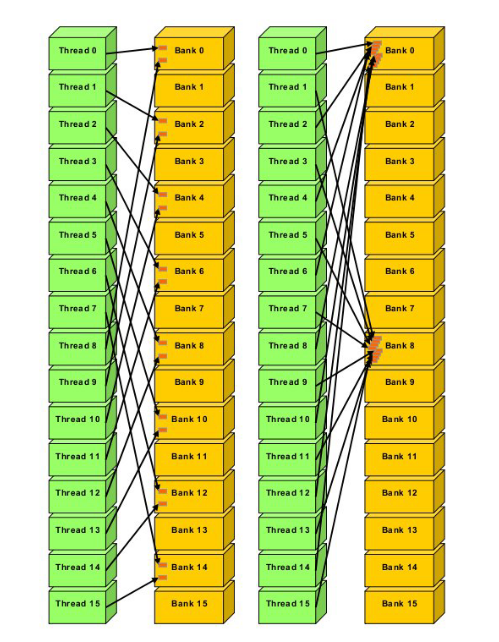 Thread 0 Bank 0 Thread 0 Bank 0
Thread 1 Bank 1 Thread 1 Bank 1
Thread 2 Bank 2 Thread 2 Bank 2
Thread 3 Bank 3 Thread 3 Bank 3
Thread 4 Bank 4 Thread 4 Bank 4
Thread 5 Bank 5 Thread 5 Bank 5
Thread 6 Bank 6 Thread 6 Bank 6
Thread 7 Bank 7 Thread 7 Bank 7
Thread 8 Bank 8 Thread 8 Bank 8
Thread 9 Bank 9 Thread 9 Bank 9
Thread 10 Bank 10 Thread 10 Bank 10
Thread 11 Bank 11 Thread 11 Bank 11
Thread 12 Bank 12 Thread 12 Bank 12
Thread 13 Bank 13 Thread 13 Bank 13
Thread 14 Bank 14 Thread 14 Bank 14
Thread 15 Bank 15 Thread 15 Bank 15